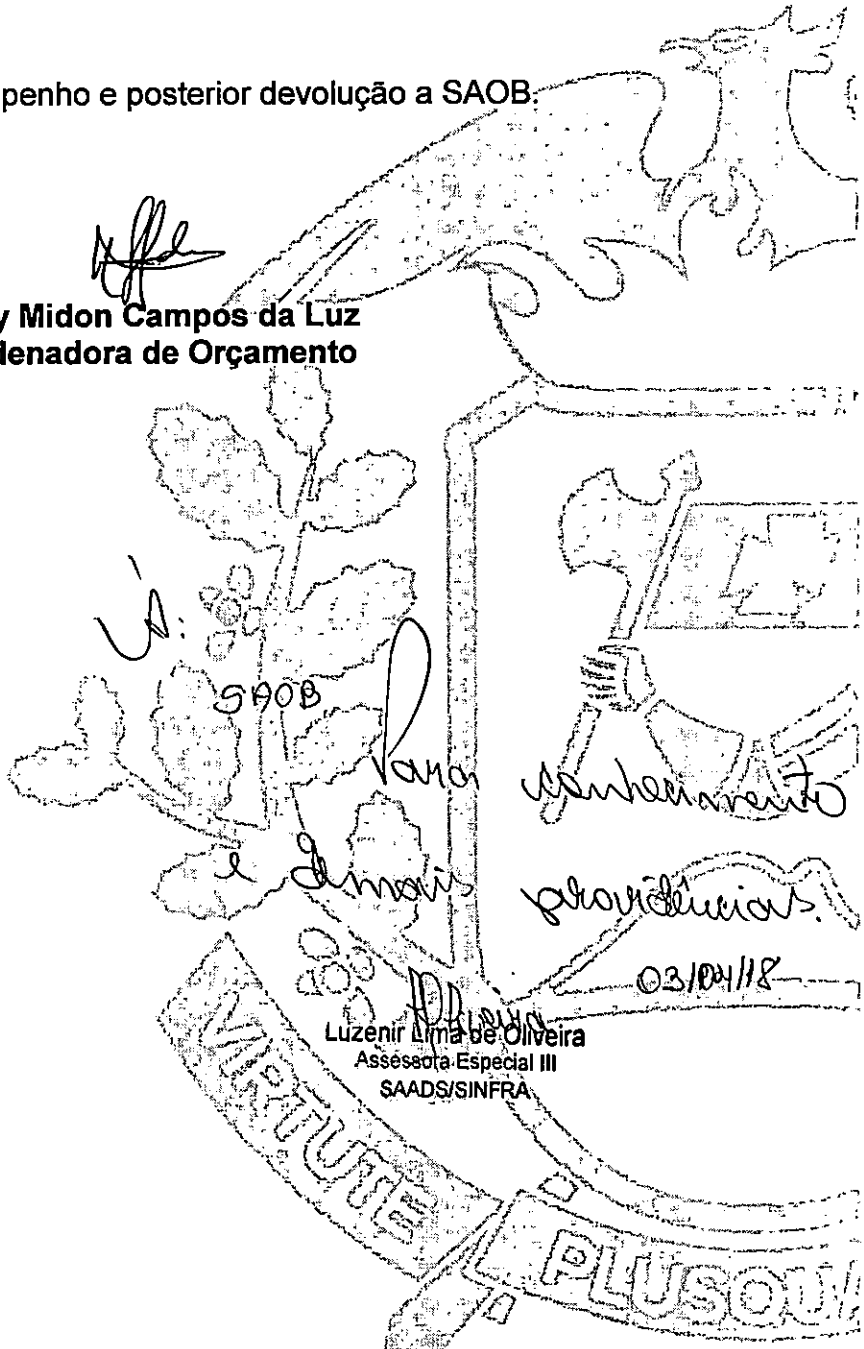 penho e posterior devolução a SAOB.
y Midon Campos da Luz
denadora de Orçamento
À:
SAOB
Para conhecimento
e demais providências.
03/04/18
Luzenir Lima de Oliveira
Assessora Especial III
SAADS/SINFRA
VIRTUTE
PLUSQU